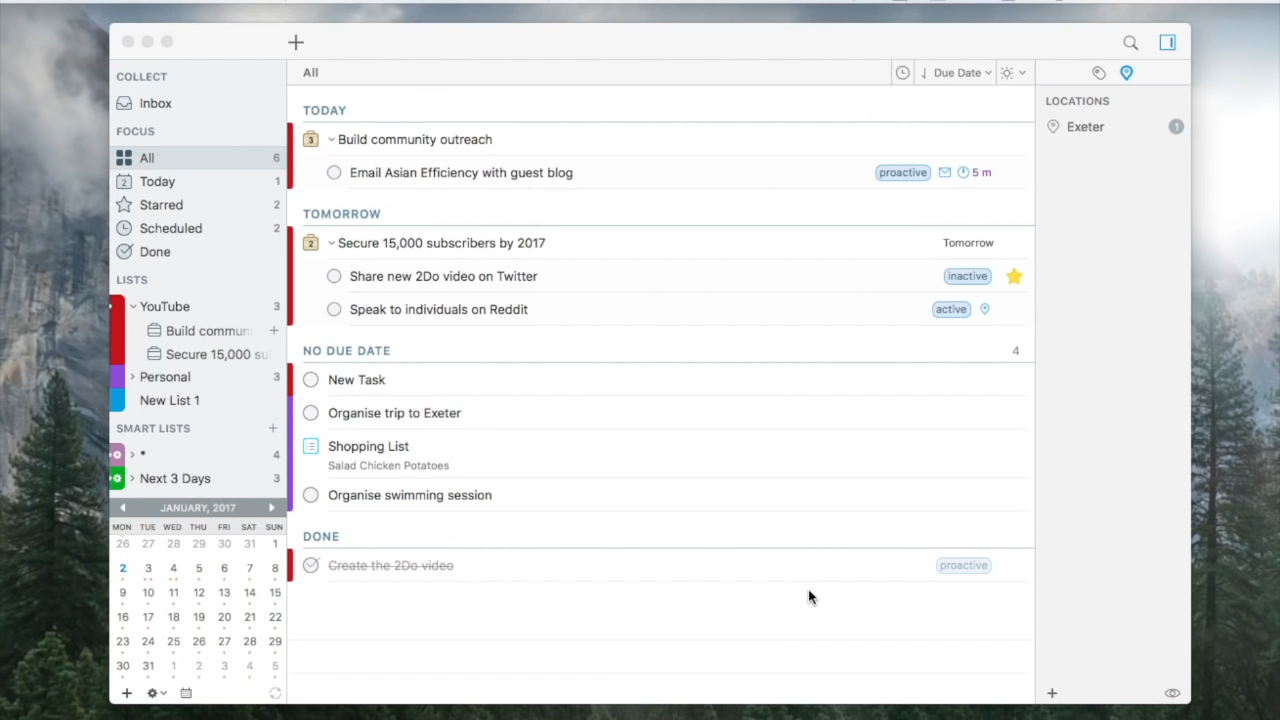 All
Due Date
COLLECT
Inbox
FOCUS
All 6
2 Today 1
Starred 2
Scheduled 2
Done
LISTS
YouTube 3
Build commun
Secure 15,000 su
Personal 3
New List 1
SMART LISTS
* 4
Next 3 Days 3
JANUARY, 2017
MON TUE WED THU FRI SAT SUN
26 27 28 29 30 31 1
2 3 4 5 6 7 8
9 10 11 12 13 14 15
16 17 18 19 20 21 22
23 24 25 26 27 28 29
30 31 1 2 3 4 5
TODAY
3 Build community outreach
Email Asian Efficiency with guest blog proactive 5 m
TOMORROW
2 Secure 15,000 subscribers by 2017 Tomorrow
Share new 2Do video on Twitter inactive
Speak to individuals on Reddit active
NO DUE DATE 4
New Task
Organise trip to Exeter
Shopping List
Salad Chicken Potatoes
Organise swimming session
DONE
Create the 2Do video proactive
LOCATIONS
Exeter 1